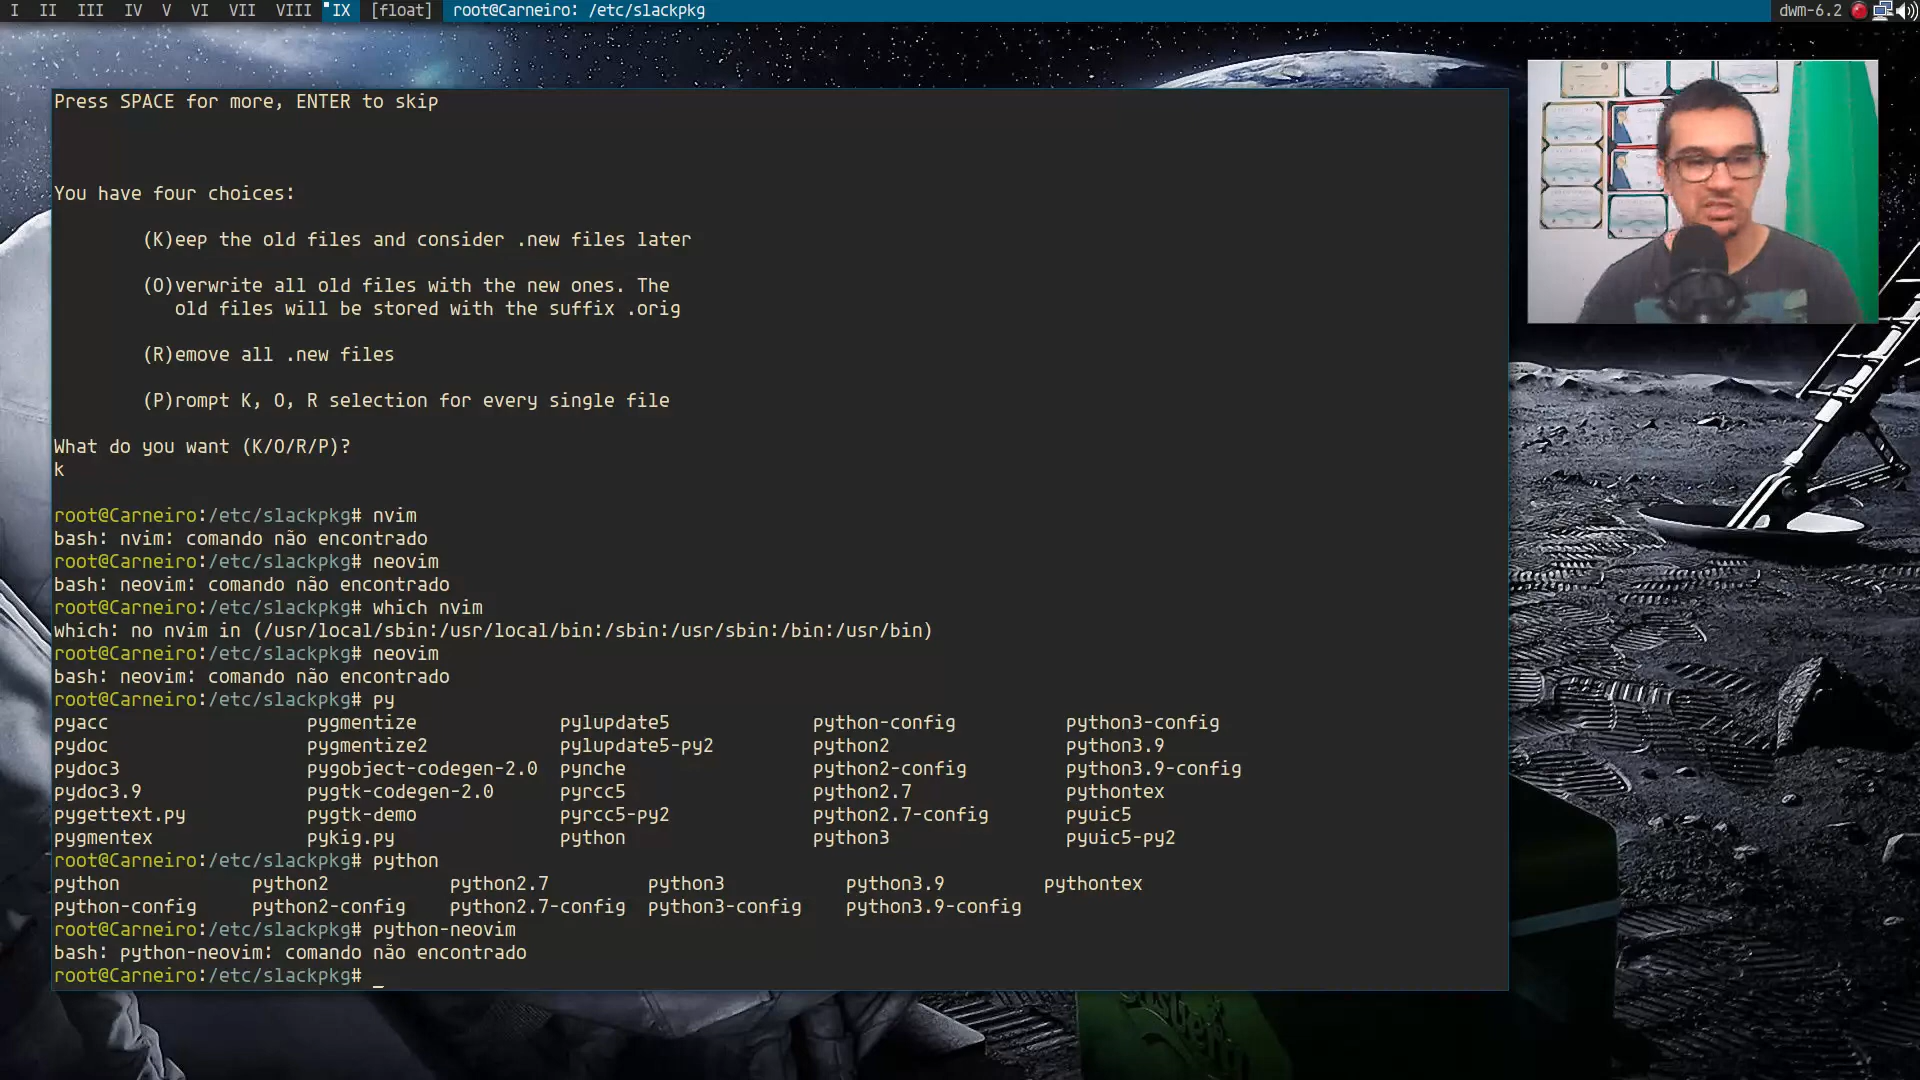 I II III IV V VI VII VIII IX [float] root@Carneiro: /etc/slackpkg dwm-6.2
Press SPACE for more, ENTER to skip
You have four choices:
(K)eep the old files and consider .new files later
(O)verwrite all old files with the new ones. The
old files will be stored with the suffix .orig
(R)emove all .new files
(P)rompt K, O, R selection for every single file
What do you want (K/O/R/P)?
k
root@Carneiro:/etc/slackpkg# nvim
bash: nvim: comando não encontrado
root@Carneiro:/etc/slackpkg# neovim
bash: neovim: comando não encontrado
root@Carneiro:/etc/slackpkg# which nvim
which: no nvim in (/usr/local/sbin:/usr/local/bin:/sbin:/usr/sbin:/bin:/usr/bin)
root@Carneiro:/etc/slackpkg# neovim
bash: neovim: comando não encontrado
root@Carneiro:/etc/slackpkg# py
pyacc pygmentize pylupdate5 python-config python3-config
pydoc pygmentize2 pylupdate5-py2 python2 python3.9
pydoc3 pygobject-codegen-2.0 pynche python2-config python3.9-config
pydoc3.9 pygtk-codegen-2.0 pyrcc5 python2.7 pythontex
pygettext.py pygtk-demo pyrcc5-py2 python2.7-config pyuic5
pygmentex pykig.py python python3 pyuic5-py2
root@Carneiro:/etc/slackpkg# python
python python2 python2.7 python3 python3.9 pythontex
python-config python2-config python2.7-config python3-config python3.9-config
root@Carneiro:/etc/slackpkg# python-neovim
bash: python-neovim: comando não encontrado
root@Carneiro:/etc/slackpkg#